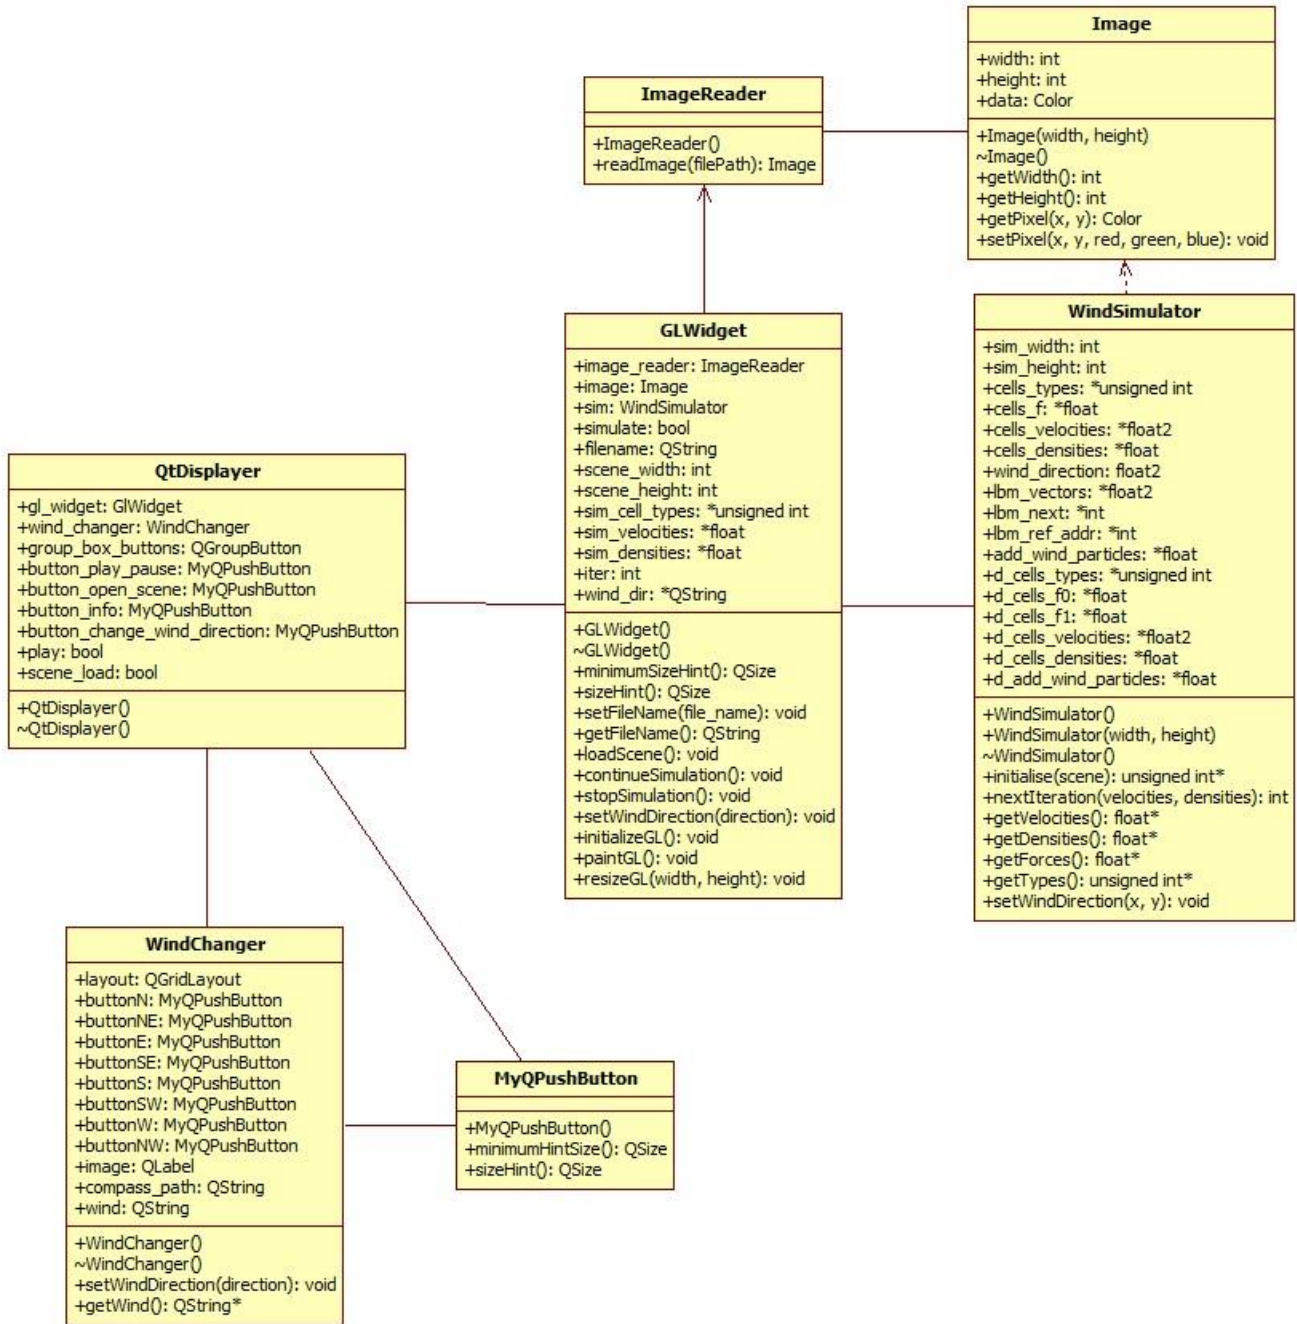 Image
+width: int
+height: int
+data: Color
+Image(width, height)
~Image()
+getWidth(): int
+getHeight(): int
+getPixel(x, y): Color
+setPixel(x, y, red, green, blue): void
ImageReader
+ImageReader()
+readImage(filePath): Image
GLWidget
+image_reader: ImageReader
+image: Image
+sim: WindSimulator
+simulate: bool
+filename: QString
+scene_width: int
+scene_height: int
+sim_cell_types: *unsigned int
+sim_velocities: *float
+sim_densities: *float
+iter: int
+wind_dir: *QString
+GLWidget()
~GLWidget()
+minimumSizeHint(): QSize
+sizeHint(): QSize
+setFileName(file_name): void
+getFileName(): QString
+loadScene(): void
+continueSimulation(): void
+stopSimulation(): void
+setWindDirection(direction): void
+initializeGL(): void
+paintGL(): void
+resizeGL(width, height): void
WindSimulator
+sim_width: int
+sim_height: int
+cells_types: *unsigned int
+cells_f: *float
+cells_velocities: *float2
+cells_densities: *float
+wind_direction: float2
+lbm_vectors: *float2
+lbm_next: *int
+lbm_ref_addr: *int
+add_wind_particles: *float
+d_cells_types: *unsigned int
+d_cells_f0: *float
+d_cells_f1: *float
+d_cells_velocities: *float2
+d_cells_densities: *float
+d_add_wind_particles: *float
+WindSimulator()
+WindSimulator(width, height)
~WindSimulator()
+initialise(scene): unsigned int*
+nextIteration(velocities, densities): int
+getVelocities(): float*
+getDensities(): float*
+getForces(): float*
+getTypes(): unsigned int*
+setWindDirection(x, y): void
QtDisplayer
+gl_widget: GlWidget
+wind_changer: WindChanger
+group_box_buttons: QGroupButton
+button_play_pause: MyQPushButton
+button_open_scene: MyQPushButton
+button_info: MyQPushButton
+button_change_wind_direction: MyQPushButton
+play: bool
+scene_load: bool
+QtDisplayer()
~QtDisplayer()
WindChanger
+layout: QGridLayout
+buttonN: MyQPushButton
+buttonNE: MyQPushButton
+buttonE: MyQPushButton
+buttonSE: MyQPushButton
+buttonS: MyQPushButton
+buttonSW: MyQPushButton
+buttonW: MyQPushButton
+buttonNW: MyQPushButton
+image: QLabel
+compass_path: QString
+wind: QString
+WindChanger()
~WindChanger()
+setWindDirection(direction): void
+getWind(): QString*
MyQPushButton
+MyQPushButton()
+minimumHintSize(): QSize
+sizeHint(): QSize